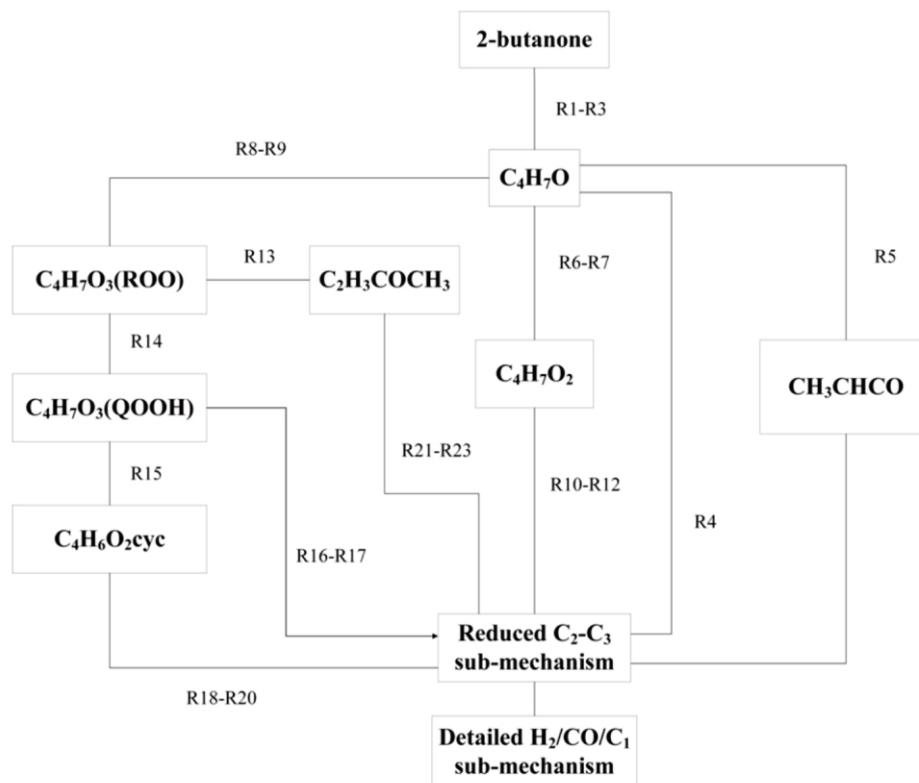 2-butanone
R1-R3
R8-R9
C₄H₇O
R13
R6-R7
R5
C₄H₇O₃(ROO)
C₂H₃COCH₃
R14
C₄H₇O₂
CH₃CHCO
C₄H₇O₃(QOOH)
R21-R23
R15
R10-R12
R4
C₄H₆O₂cyc
R16-R17
Reduced C₂-C₃
sub-mechanism
R18-R20
Detailed H₂/CO/C₁
sub-mechanism